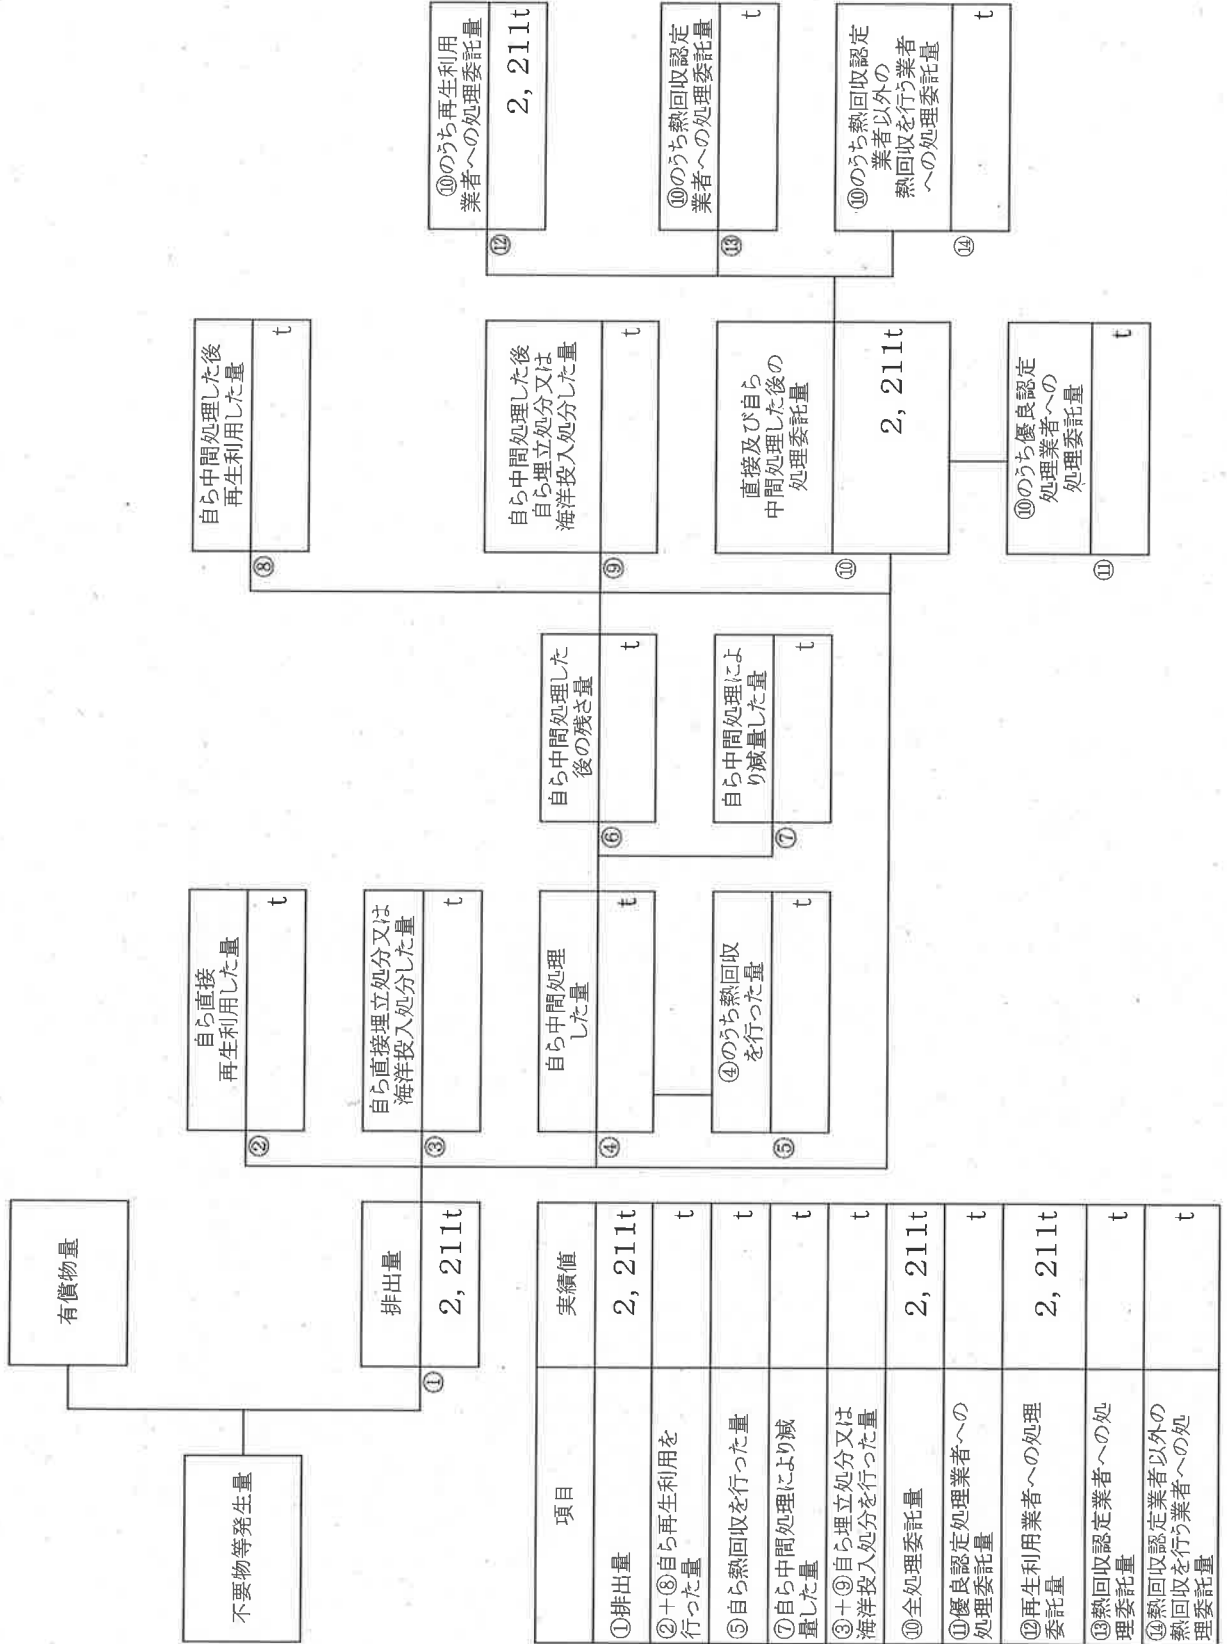 不要物等発生量
有償物量
①
排出量
2,211t
②
自ら直接
再生利用した量
t
③
自ら直接埋立処分又は
海洋投入処分した量
t
④
自ら中間処理
した量
t
⑤
④のうち熱回収
を行った量
t
⑥
自ら中間処理した
後の残さ量
t
⑦
自ら中間処理によ
り減量した量
t
⑧
自ら中間処理した後
再生利用した量
t
⑨
自ら中間処理した後
自ら埋立処分又は
海洋投入処分した量
t
⑩
直接及び自ら
中間処理した後の
処理委託量
2,211t
⑪
⑩のうち優良認定
処理業者への
処理委託量
t
⑫
⑩のうち再生利用
業者への処理委託量
2,211t
⑬
⑩のうち熱回収認定
業者への処理委託量
t
⑭
⑩のうち熱回収認定
業者以外の
熱回収を行う業者
への処理委託量
t
項目 実績値
①排出量 2,211t
②+⑧自ら再生利用を
行った量 t
⑤自ら熱回収を行った量 t
⑦自ら中間処理により減
量した量 t
③+⑨自ら埋立処分又は
海洋投入処分を行った量 t
⑩全処理委託量 2,211t
⑪優良認定処理業者への
処理委託量 t
⑫再生利用業者への処理
委託量 2,211t
⑬熱回収認定業者への処
理委託量 t
⑭熱回収認定業者以外の
熱回収を行う業者への処
理委託量 t